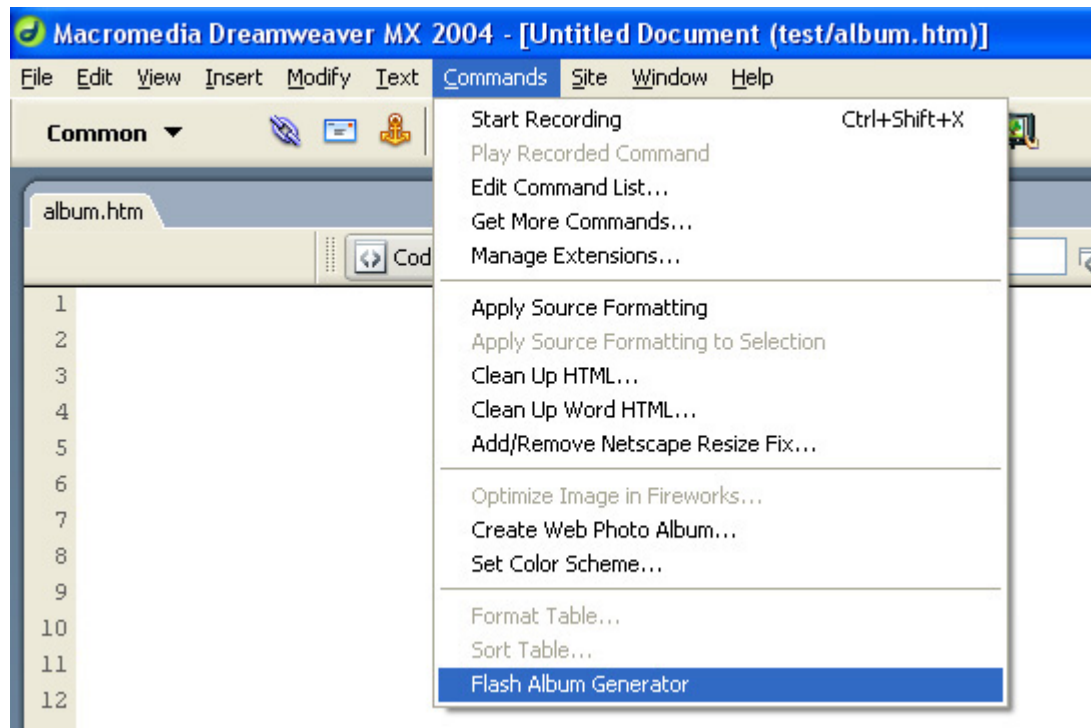 Macromedia Dreamweaver MX 2004 - [Untitled Document (test/album.htm)]
File Edit View Insert Modify Text Commands Site Window Help
Common
Start Recording Ctrl+Shift+X
Play Recorded Command
Edit Command List...
album.htm
Get More Commands...
Cod
Manage Extensions...
1
Apply Source Formatting
2
Apply Source Formatting to Selection
3
Clean Up HTML...
4
Clean Up Word HTML...
5
Add/Remove Netscape Resize Fix...
6
Optimize Image in Fireworks...
7
Create Web Photo Album...
8
Set Color Scheme...
9
Format Table...
10
Sort Table...
11
Flash Album Generator
12